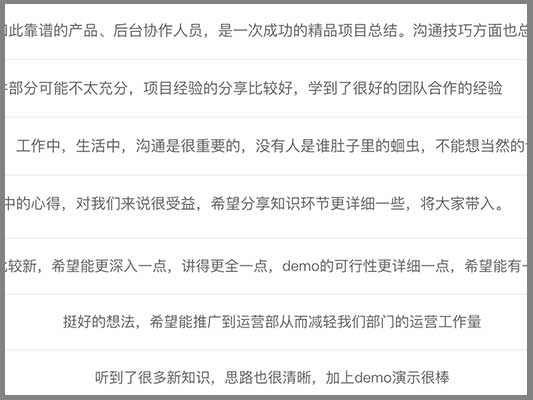 此靠谱的产品、后台协作人员，是一次成功的精品项目总结。沟通技巧方面也总
部分可能不太充分，项目经验的分享比较好，学到了很好的团队合作的经验
工作中，生活中，沟通是很重要的，没有人是谁肚子里的蛔虫，不能想当然的
中的心得，对我们来说很受益，希望分享知识环节更详细一些，将大家带入。
较新，希望能更深入一点，讲得更全一点，demo的可行性更详细一点，希望能有一
挺好的想法，希望能推广到运营部从而减轻我们部门的运营工作量
听到了很多新知识，思路也很清晰，加上demo演示很棒